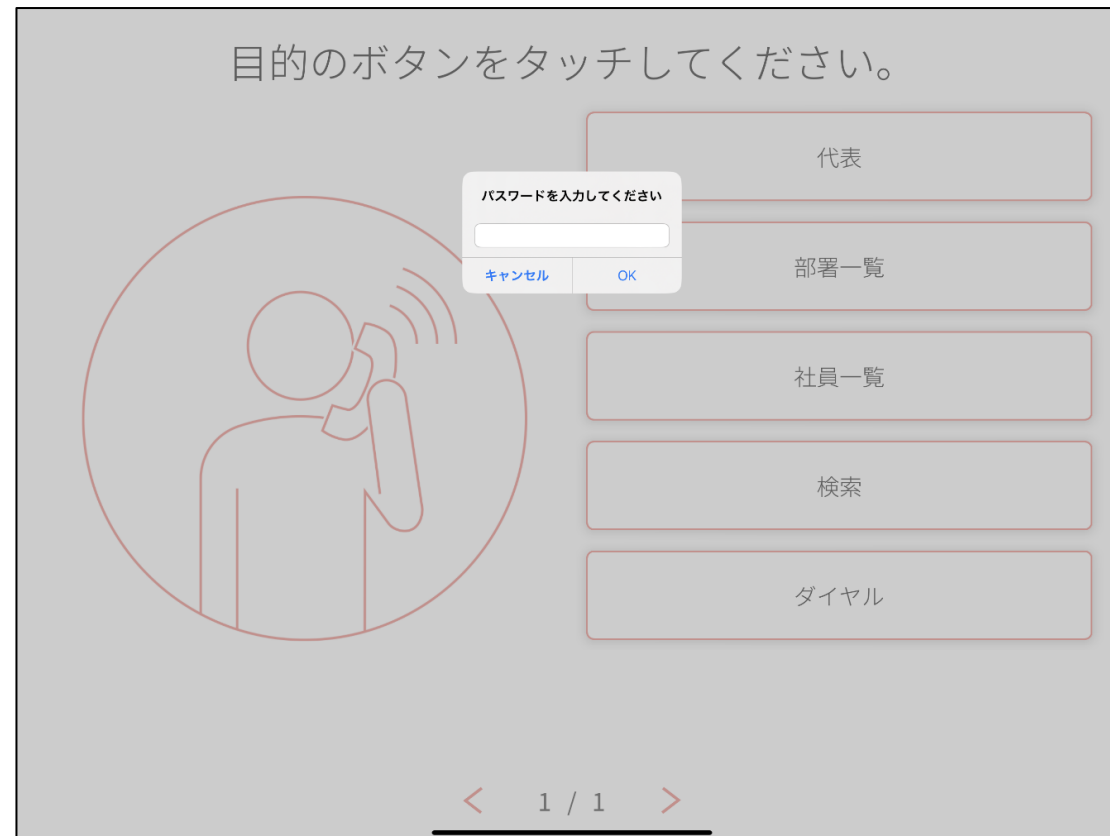 目的のボタンをタッチしてください。
代表
パスワードを入力してください
キャンセル
OK
部署一覧
社員一覧
検索
ダイヤル
< 1 / 1 >